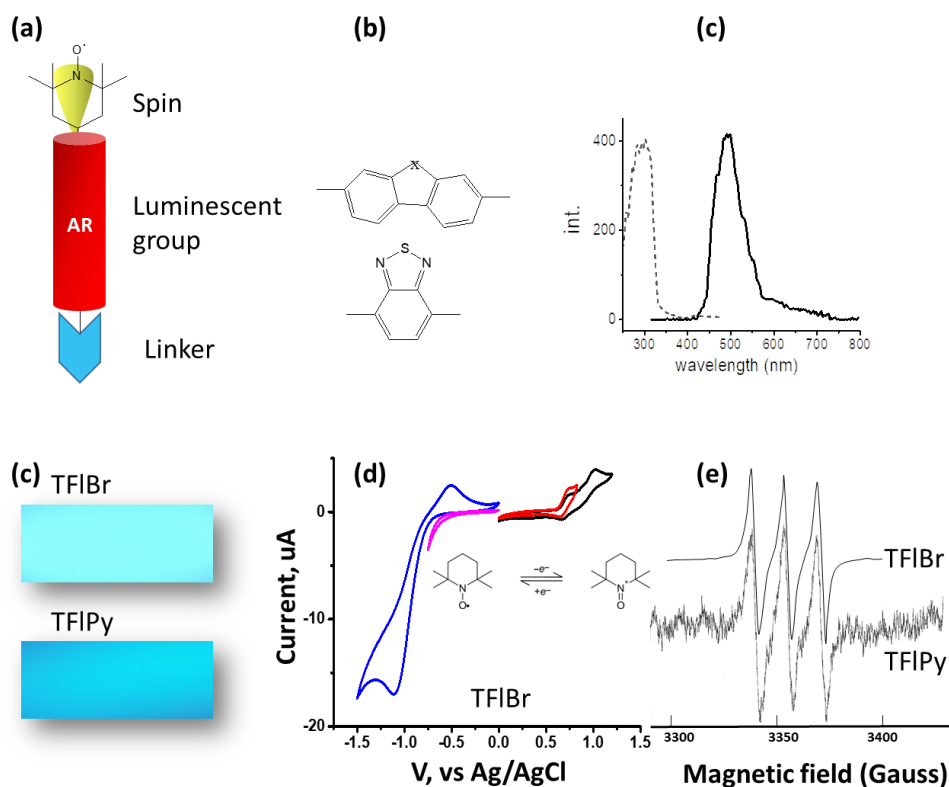 (a)
O•
N
Spin
AR
Luminescent
group
Linker
(b)
X
S
N N
(c)
400
200
0
int.
300 400 500 600 700 800
wavelength (nm)
(c)
TFlBr
TFlPy
(d)
0
-10
-20
Current, uA
-1.5 -1.0 -0.5 0.0 0.5 1.0 1.5
V, vs Ag/AgCl
N
O•
–e⁻
+e⁻
N⁺
O
TFlBr
(e)
TFlBr
TFlPy
3300 3350 3400
Magnetic field (Gauss)